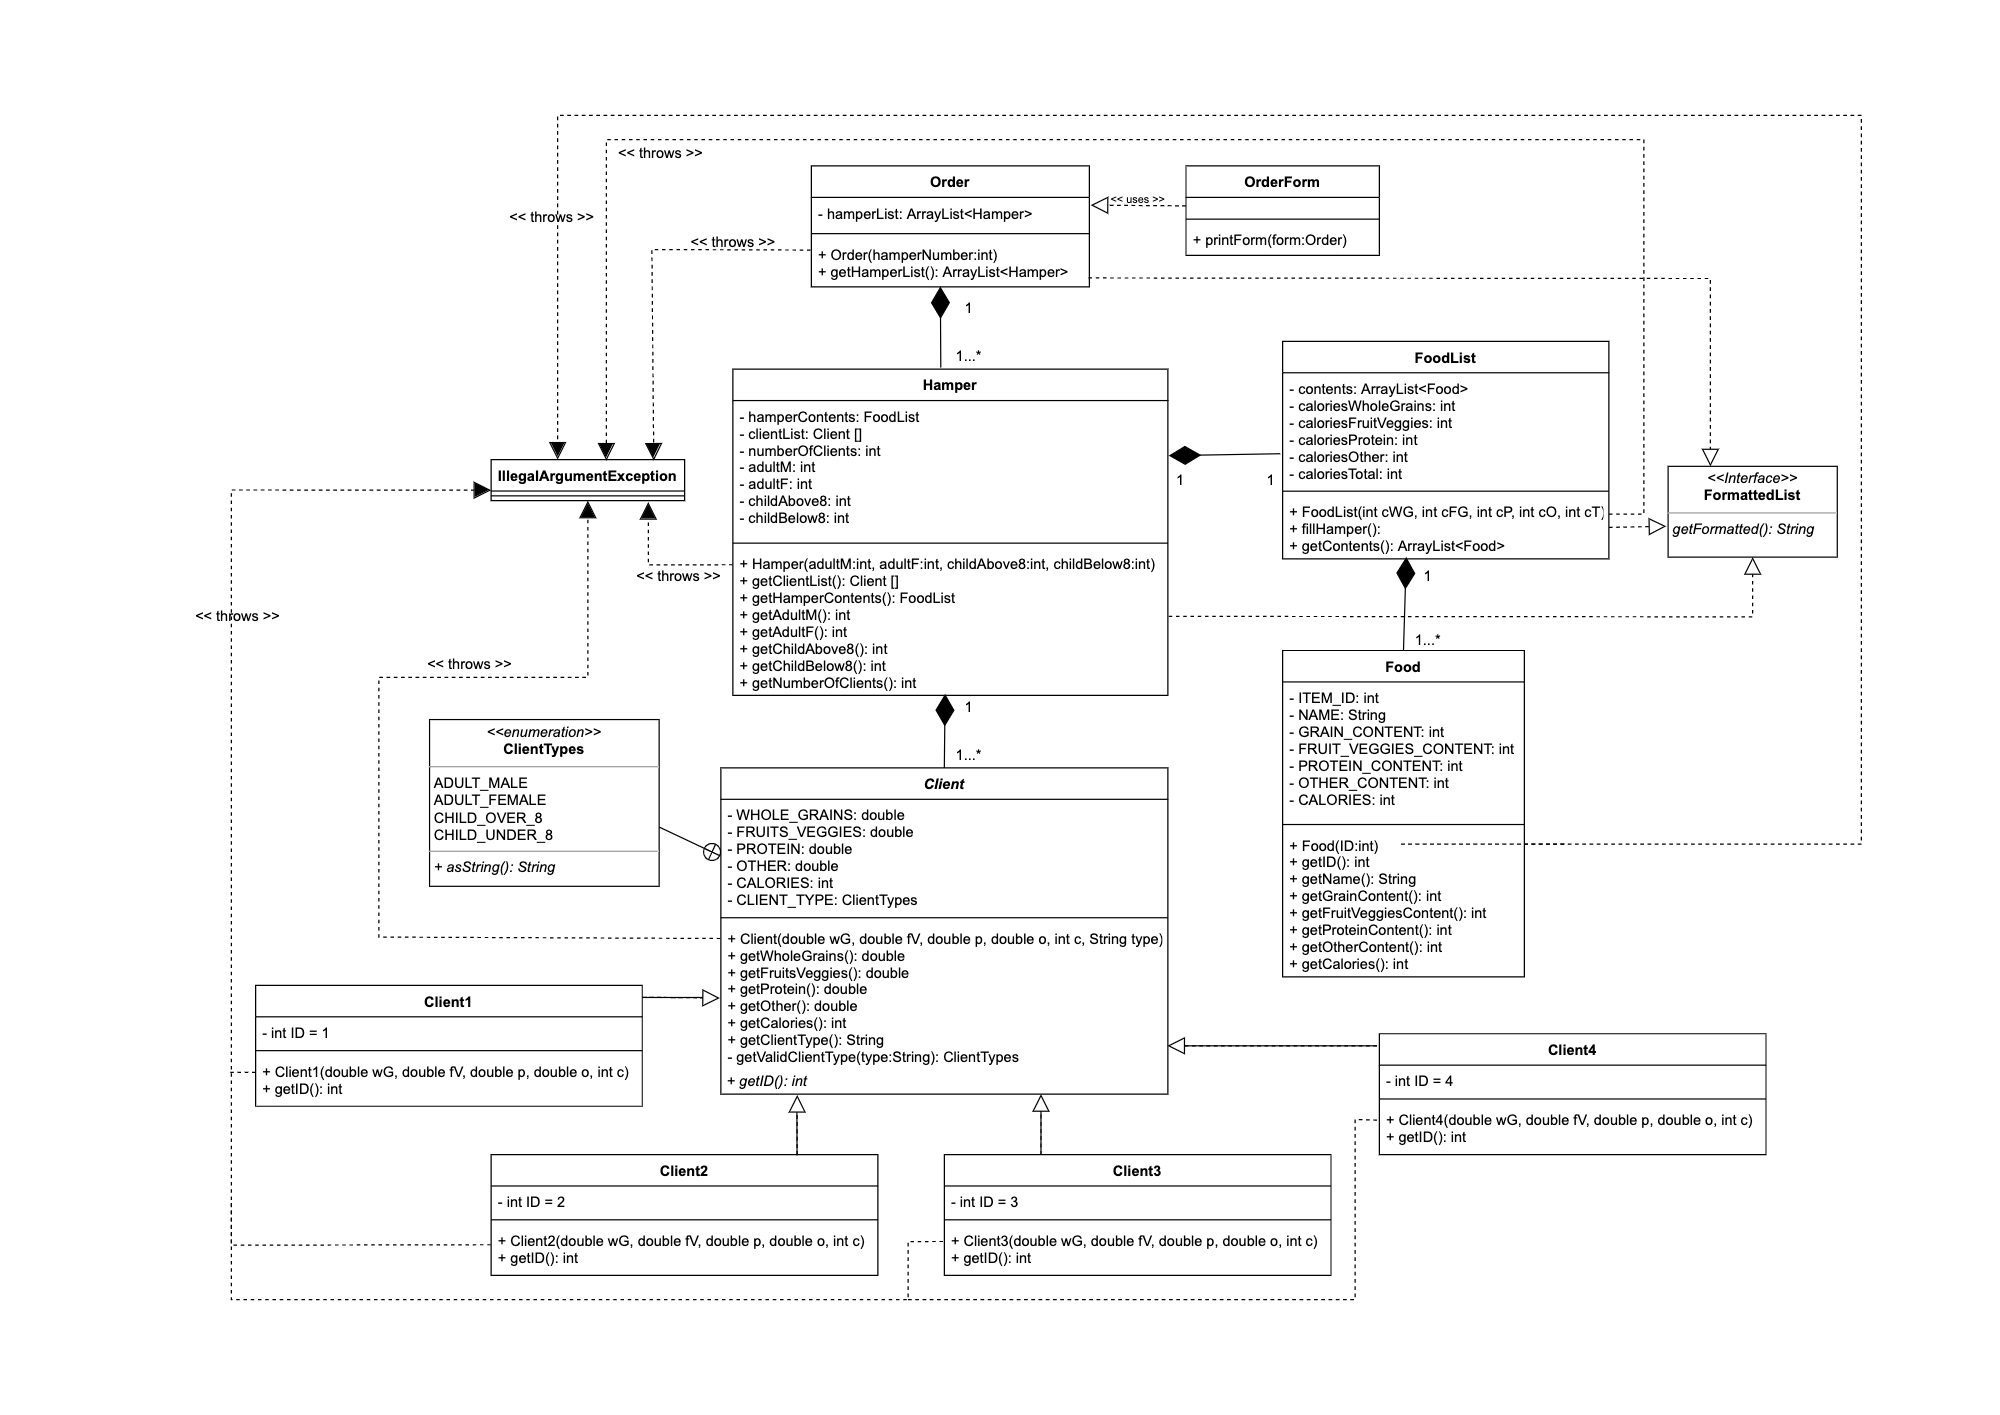 << throws >>
<< throws >>
<< throws >>
Order
- hamperList: ArrayList<Hamper>
+ Order(hamperNumber:int)
+ getHamperList(): ArrayList<Hamper>
<< uses >>
OrderForm
+ printForm(form:Order)
1
1...*
Hamper
- hamperContents: FoodList
- clientList: Client []
- numberOfClients: int
- adultM: int
- adultF: int
- childAbove8: int
- childBelow8: int
+ Hamper(adultM:int, adultF:int, childAbove8:int, childBelow8:int)
+ getClientList(): Client []
+ getHamperContents(): FoodList
+ getAdultM(): int
+ getAdultF(): int
+ getChildAbove8(): int
+ getChildBelow8(): int
+ getNumberOfClients(): int
1
1
FoodList
- contents: ArrayList<Food>
- caloriesWholeGrains: int
- caloriesFruitVeggies: int
- caloriesProtein: int
- caloriesOther: int
- caloriesTotal: int
+ FoodList(int cWG, int cFG, int cP, int cO, int cT)
+ fillHamper():
+ getContents(): ArrayList<Food>
<<Interface>>
FormattedList
getFormatted(): String
IllegalArgumentException
<< throws >>
<< throws >>
<< throws >>
1
1...*
Food
- ITEM_ID: int
- NAME: String
- GRAIN_CONTENT: int
- FRUIT_VEGGIES_CONTENT: int
- PROTEIN_CONTENT: int
- OTHER_CONTENT: int
- CALORIES: int
+ Food(ID:int)
+ getID(): int
+ getName(): String
+ getGrainContent(): int
+ getFruitVeggiesContent(): int
+ getProteinContent(): int
+ getOtherContent(): int
+ getCalories(): int
<<enumeration>>
ClientTypes
ADULT_MALE
ADULT_FEMALE
CHILD_OVER_8
CHILD_UNDER_8
+ asString(): String
1
1...*
Client
- WHOLE_GRAINS: double
- FRUITS_VEGGIES: double
- PROTEIN: double
- OTHER: double
- CALORIES: int
- CLIENT_TYPE: ClientTypes
+ Client(double wG, double fV, double p, double o, int c, String type)
+ getWholeGrains(): double
+ getFruitsVeggies(): double
+ getProtein(): double
+ getOther(): double
+ getCalories(): int
+ getClientType(): String
- getValidClientType(type:String): ClientTypes
+ getID(): int
Client1
- int ID = 1
+ Client1(double wG, double fV, double p, double o, int c)
+ getID(): int
Client4
- int ID = 4
+ Client4(double wG, double fV, double p, double o, int c)
+ getID(): int
Client2
- int ID = 2
+ Client2(double wG, double fV, double p, double o, int c)
+ getID(): int
Client3
- int ID = 3
+ Client3(double wG, double fV, double p, double o, int c)
+ getID(): int